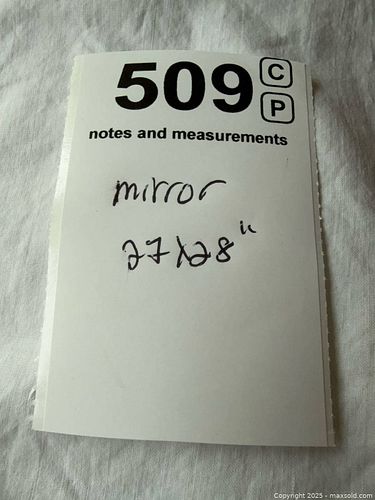 509 C
P
notes and measurements
mirror
27x28"
Copyright 2025 - maxsold.com